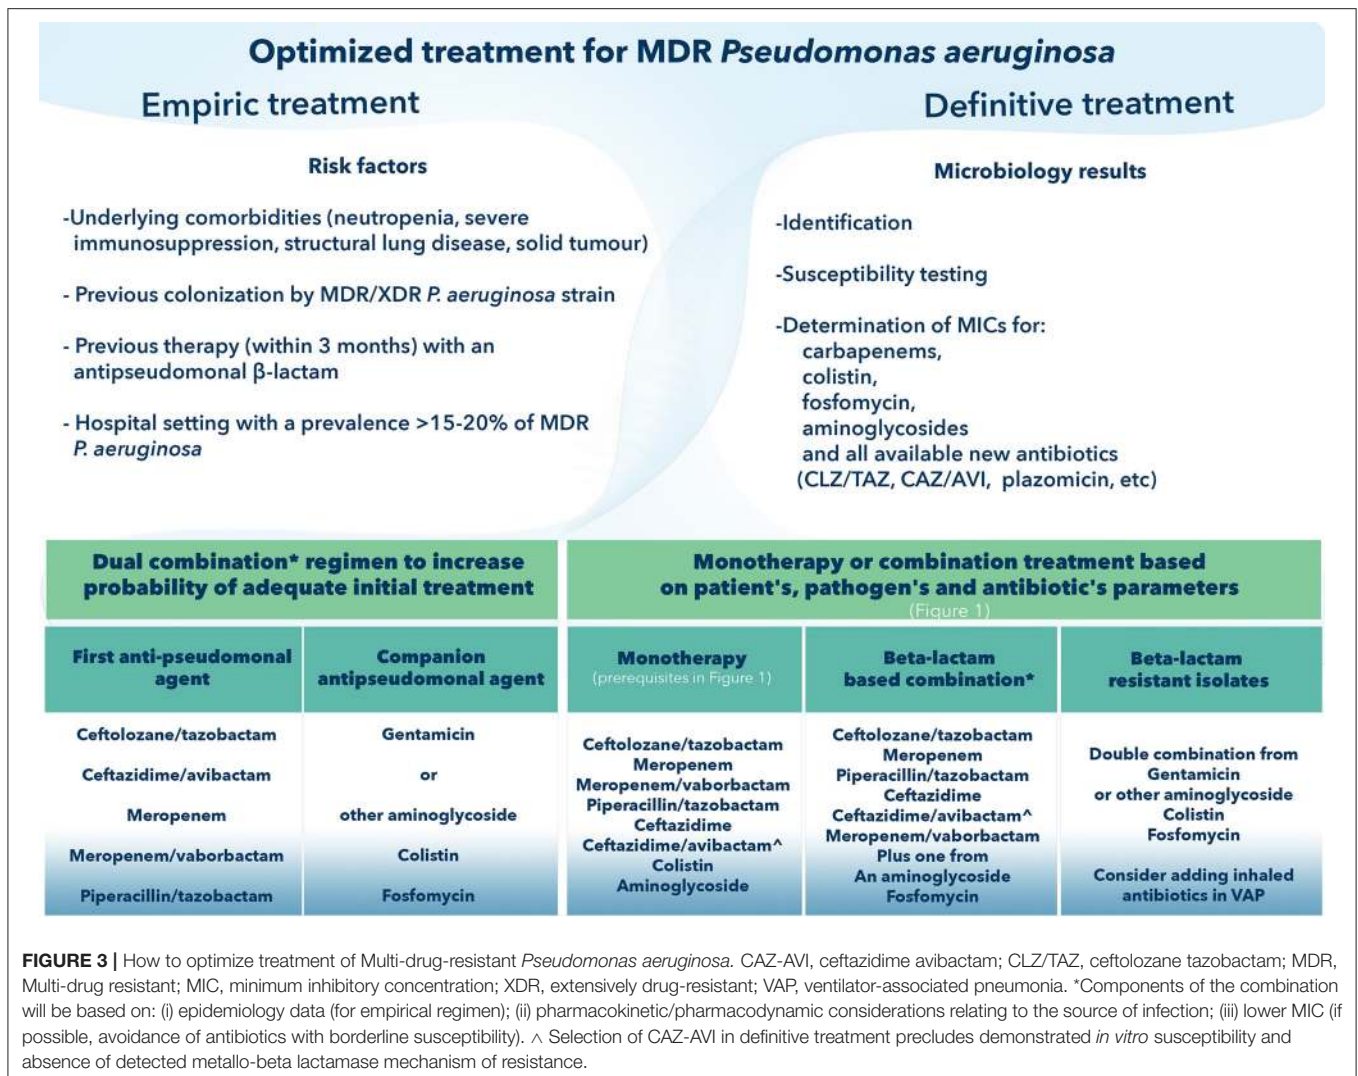 Optimized treatment for MDR Pseudomonas aeruginosa
Empiric treatment
Risk factors
-Underlying comorbidities (neutropenia, severe
immunosuppression, structural lung disease, solid tumour)
- Previous colonization by MDR/XDR P. aeruginosa strain
- Previous therapy (within 3 months) with an
antipseudomonal β-lactam
- Hospital setting with a prevalence >15-20% of MDR
P. aeruginosa
Definitive treatment
Microbiology results
-Identification
-Susceptibility testing
-Determination of MICs for:
carbapenems,
colistin,
fosfomycin,
aminoglycosides
and all available new antibiotics
(CLZ/TAZ, CAZ/AVI, plazomicin, etc)
Dual combination* regimen to increase
probability of adequate initial treatment
First anti-pseudomonal
agent
Ceftolozane/tazobactam
Ceftazidime/avibactam
Meropenem
Meropenem/vaborbactam
Piperacillin/tazobactam
Companion
antipseudomonal agent
Gentamicin
or
other aminoglycoside
Colistin
Fosfomycin
Monotherapy or combination treatment based
on patient's, pathogen's and antibiotic's parameters
(Figure 1)
Monotherapy
(prerequisites in Figure 1)
Ceftolozane/tazobactam
Meropenem
Meropenem/vaborbactam
Piperacillin/tazobactam
Ceftazidime
Ceftazidime/avibactam^
Colistin
Aminoglycoside
Beta-lactam
based combination*
Ceftolozane/tazobactam
Meropenem
Piperacillin/tazobactam
Ceftazidime
Ceftazidime/avibactam^
Meropenem/vaborbactam
Plus one from
An aminoglycoside
Fosfomycin
Beta-lactam
resistant isolates
Double combination from
Gentamicin
or other aminoglycoside
Colistin
Fosfomycin
Consider adding inhaled
antibiotics in VAP
FIGURE 3 | How to optimize treatment of Multi-drug-resistant Pseudomonas aeruginosa. CAZ-AVI, ceftazidime avibactam; CLZ/TAZ, ceftolozane tazobactam; MDR,
Multi-drug resistant; MIC, minimum inhibitory concentration; XDR, extensively drug-resistant; VAP, ventilator-associated pneumonia. *Components of the combination
will be based on: (i) epidemiology data (for empirical regimen); (ii) pharmacokinetic/pharmacodynamic considerations relating to the source of infection; (iii) lower MIC (if
possible, avoidance of antibiotics with borderline susceptibility). ∧ Selection of CAZ-AVI in definitive treatment precludes demonstrated in vitro susceptibility and
absence of detected metallo-beta lactamase mechanism of resistance.